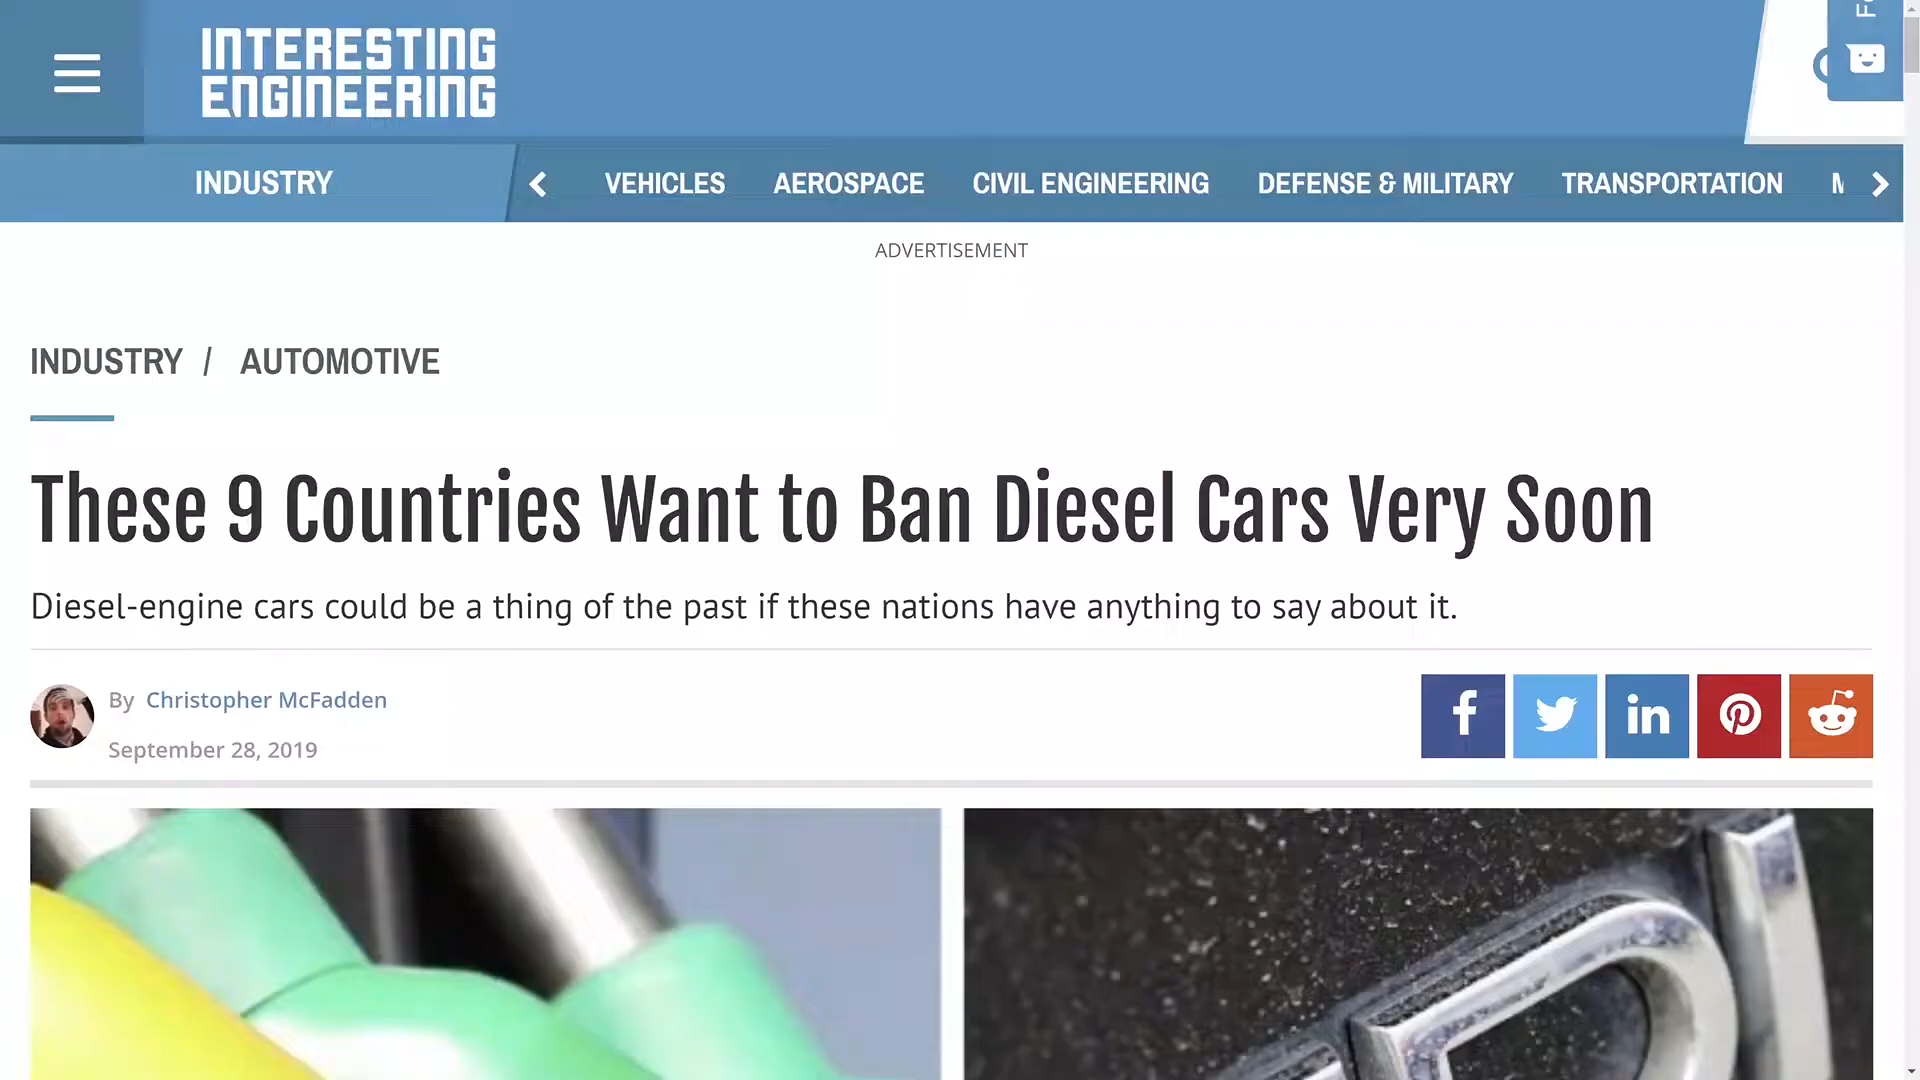 INTERESTING
ENGINEERING
INDUSTRY
VEHICLES AEROSPACE CIVIL ENGINEERING DEFENSE & MILITARY TRANSPORTATION
ADVERTISEMENT
INDUSTRY / AUTOMOTIVE
These 9 Countries Want to Ban Diesel Cars Very Soon
Diesel-engine cars could be a thing of the past if these nations have anything to say about it.
By Christopher McFadden
September 28, 2019